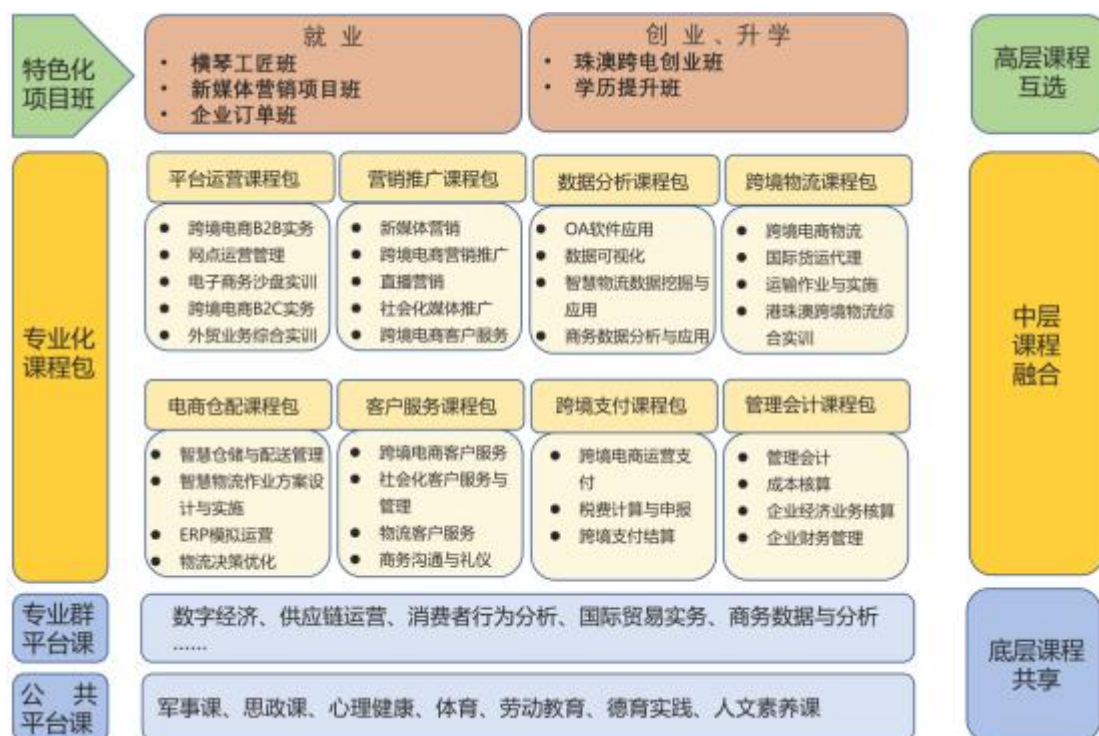 特色化
项目班
就 业
• 横琴工匠班
• 新媒体营销项目班
• 企业订单班
创 业 、升 学
• 珠澳跨电创业班
• 学历提升班
高层课程
互选
专业化
课程包
平台运营课程包
● 跨境电商B2B实务
● 网点运营管理
● 电子商务沙盘实训
● 跨境电商B2C实务
● 外贸业务综合实训
营销推广课程包
● 新媒体营销
● 跨境电商营销推广
● 直播营销
● 社会化媒体推广
● 跨境电商客户服务
数据分析课程包
● OA软件应用
● 数据可视化
● 智慧物流数据挖掘与
应用
● 商务数据分析与应用
跨境物流课程包
● 跨境电商物流
● 国际货运代理
● 运输作业与实施
● 港珠澳跨境物流综
合实训
电商仓配课程包
● 智慧仓储与配送管理
● 智慧物流作业方案设
计与实施
● ERP模拟运营
● 物流决策优化
客户服务课程包
● 跨境电商客户服务
● 社会化客户服务与
管理
● 物流客户服务
● 商务沟通与礼仪
跨境支付课程包
● 跨境电商运营支
付
● 税费计算与申报
● 跨境支付结算
管理会计课程包
● 管理会计
● 成本核算
● 企业经济业务核算
● 企业财务管理
中层
课程
融合
专业群
平台课
数字经济、供应链运营、消费者行为分析、国际贸易实务、商务数据与分析
……
公 共
平台课
军事课、思政课、心理健康、体育、劳动教育、德育实践、人文素养课
底层课程
共享